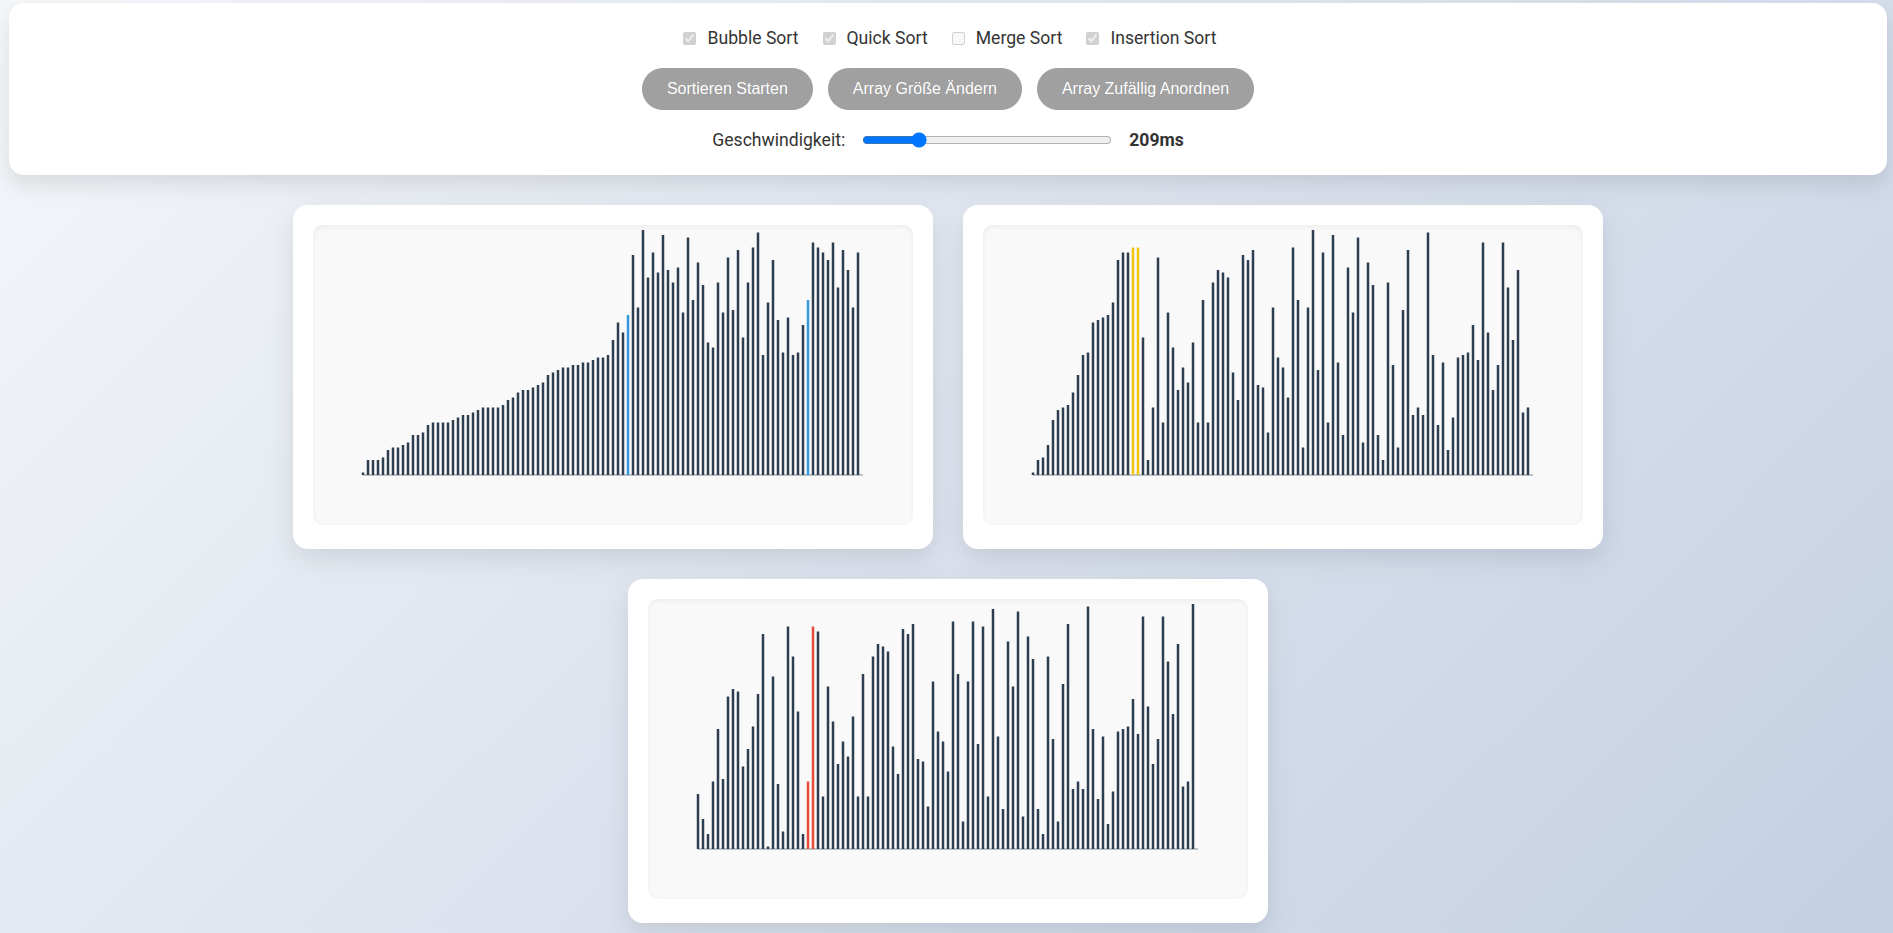 Bubble Sort Quick Sort Merge Sort Insertion Sort
Sortieren Starten Array Größe Ändern Array Zufällig Anordnen
Geschwindigkeit: 209ms